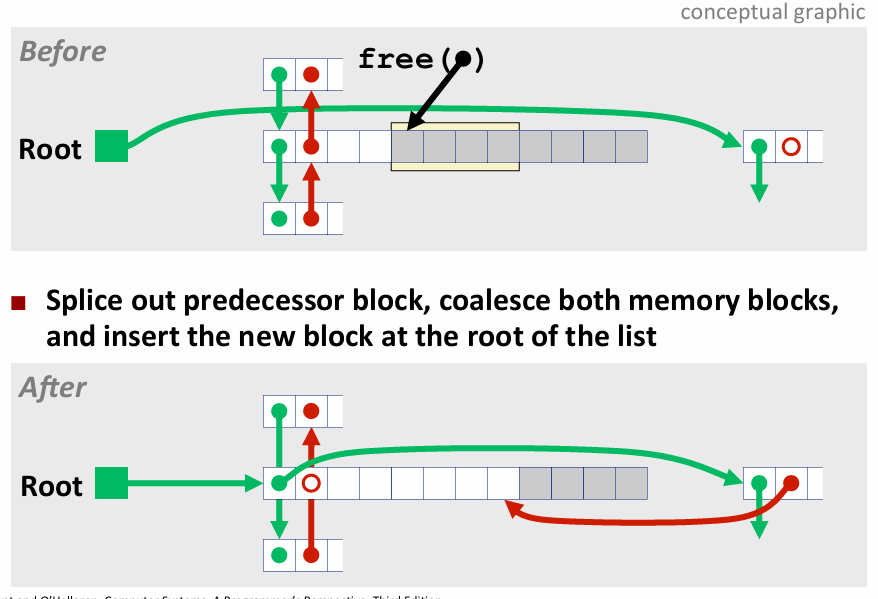 conceptual graphic
Before
free( )
Root
Splice out predecessor block, coalesce both memory blocks,
and insert the new block at the root of the list
After
Root
nt and O'Hallaron, Computer Systems: A Programmer's Perspective, Third Edition